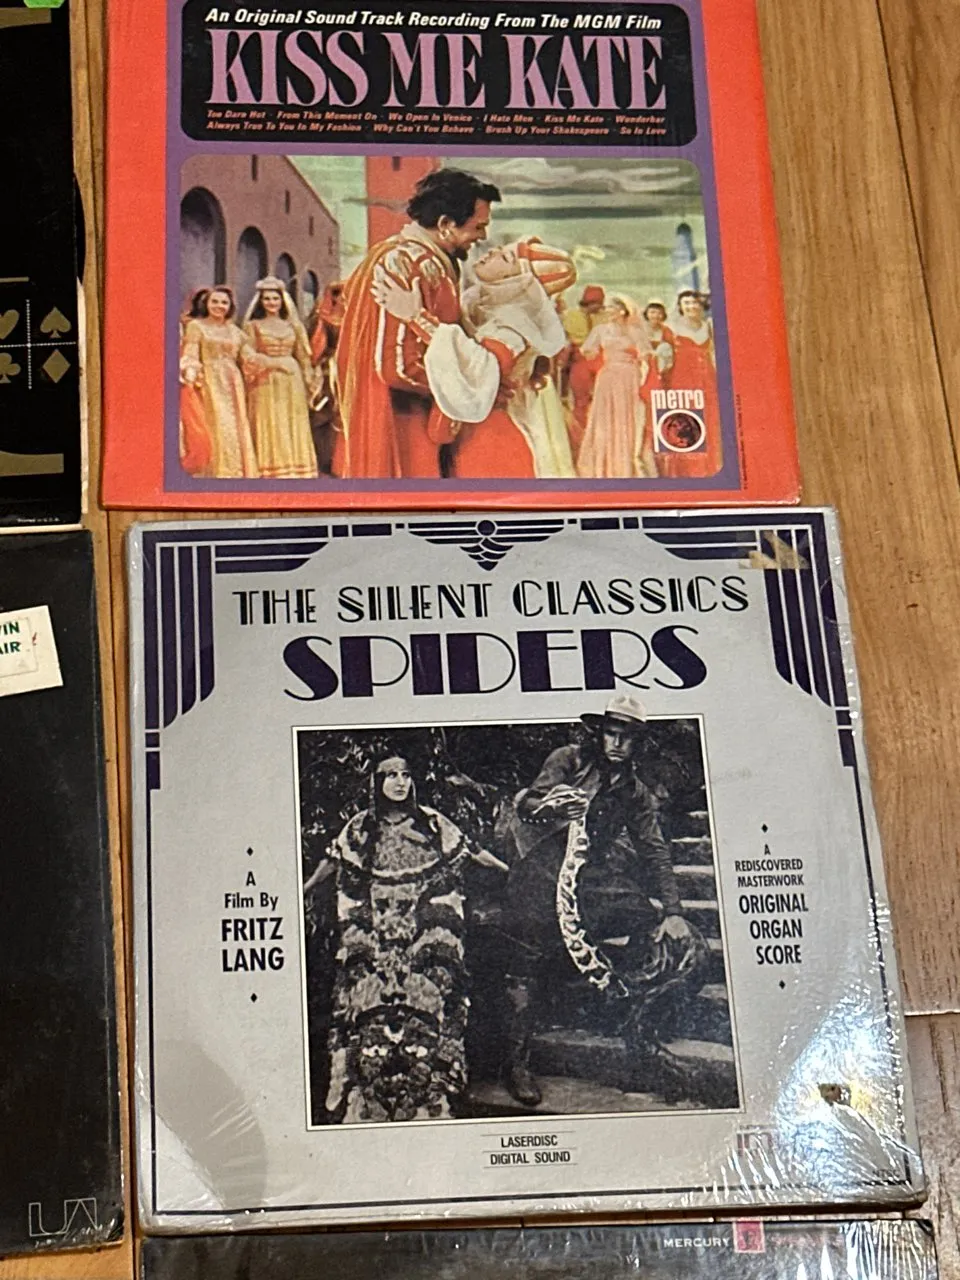 An Original Sound Track Recording From The MGM Film
KISS ME KATE
Too Darn Hot · From This Moment On · We Open In Venice · I Hate Men · Kiss Me Kate · Wunderbar
Always True To You In My Fashion · Why Can't You Behave · Brush Up Your Shakespeare · So In Love
METRO
VIN
AIR
THE SILENT CLASSICS
SPIDERS
A
Film By
FRITZ
LANG
A
REDISCOVERED
MASTERWORK
ORIGINAL
ORGAN
SCORE
LASERDISC
DIGITAL SOUND
UA
MERCURY